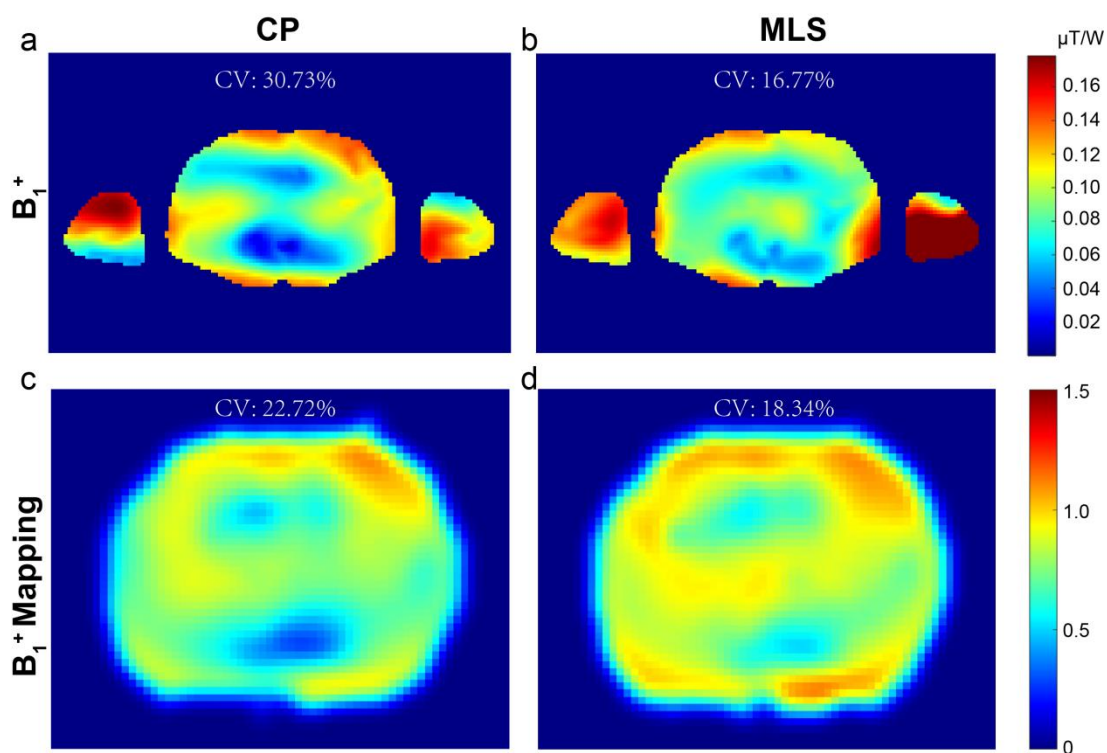 CP
MLS
a
b
µT/W
CV: 30.73%
CV: 16.77%
B₁⁺
0.16
0.14
0.12
0.10
0.08
0.06
0.04
0.02
c
d
CV: 22.72%
CV: 18.34%
B₁⁺ Mapping
1.5
1.0
0.5
0